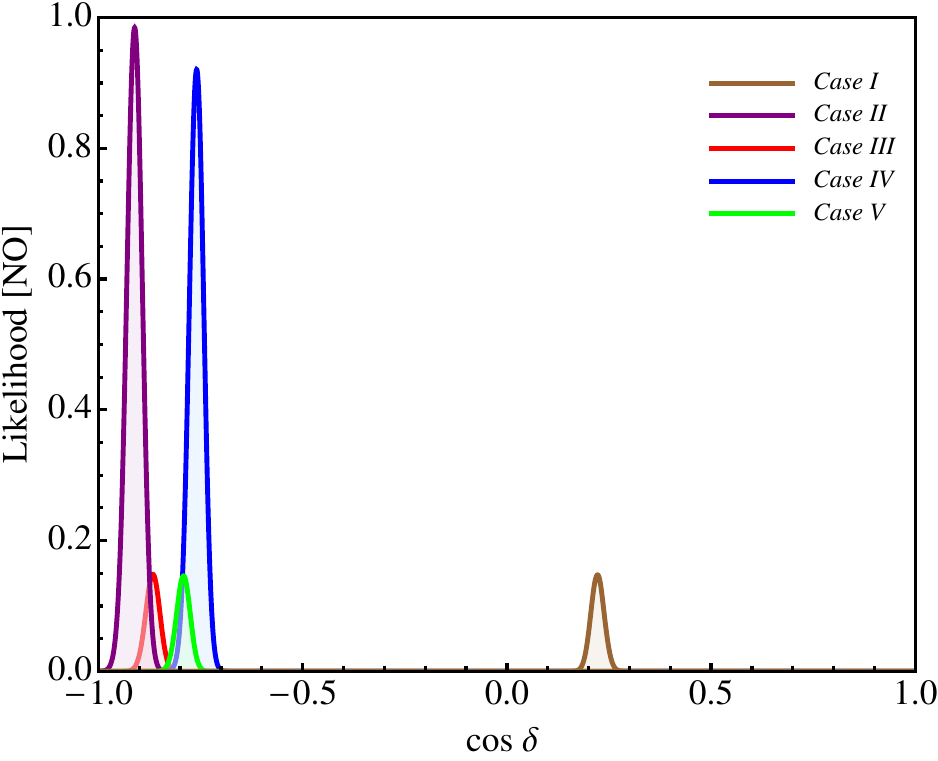 1.0
0.8
0.6
0.4
0.2
0.0
Likelihood [NO]
Case I
Case II
Case III
Case IV
Case V
−1.0 −0.5 0.0 0.5 1.0
cos δ